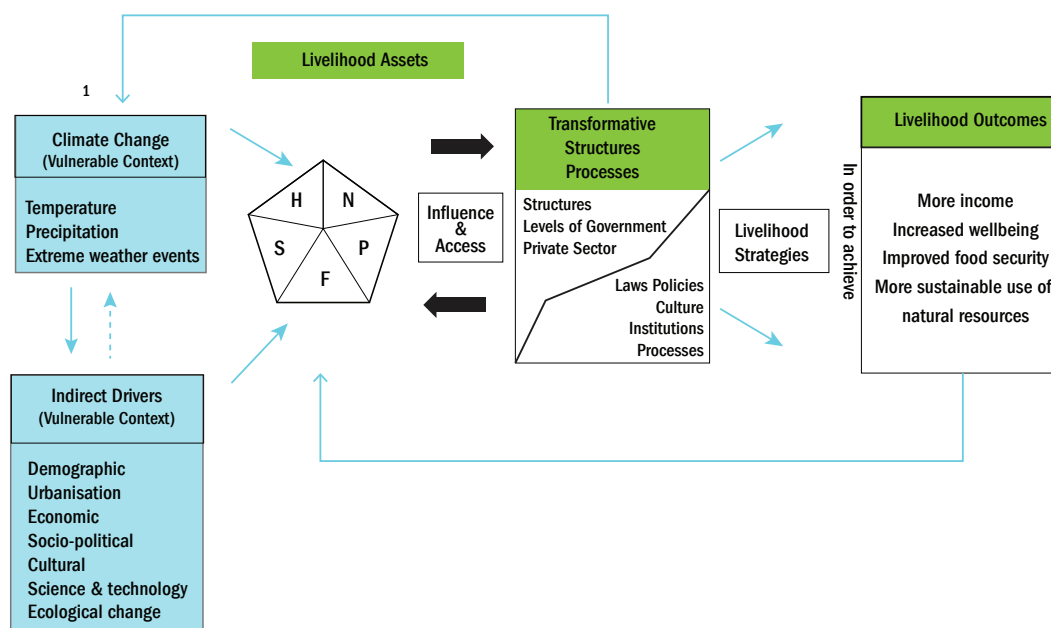 Livelihood Assets
1
Climate Change
(Vulnerable Context)
Temperature
Precipitation
Extreme weather events
Indirect Drivers
(Vulnerable Context)
Demographic
Urbanisation
Economic
Socio-political
Cultural
Science & technology
Ecological change
H
N
S
P
F
Influence
&
Access
Transformative
Structures
Processes
Structures
Levels of Government
Private Sector
Laws Policies
Culture
Institutions
Processes
Livelihood
Strategies
In order to achieve
Livelihood Outcomes
More income
Increased wellbeing
Improved food security
More sustainable use of
natural resources